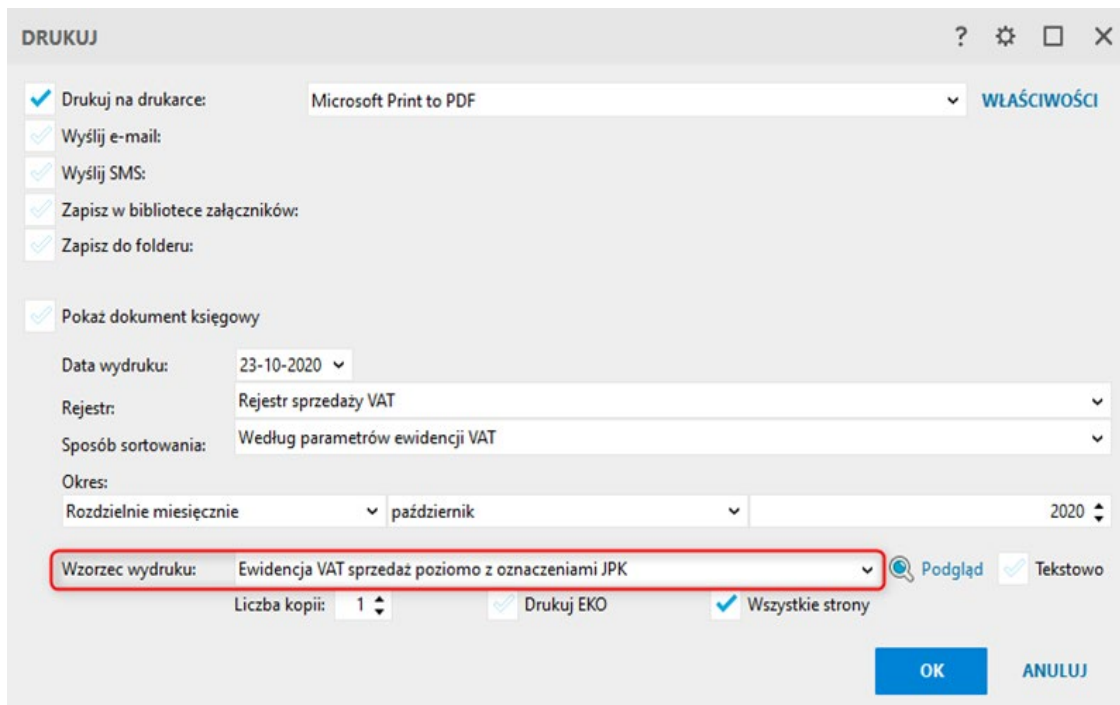 DRUKUJ ?
Drukuj na drukarce: Microsoft Print to PDF WŁAŚCIWOŚCI
Wyślij e-mail:
Wyślij SMS:
Zapisz w bibliotece załączników:
Zapisz do folderu:
Pokaż dokument księgowy
Data wydruku: 23-10-2020
Rejestr: Rejestr sprzedaży VAT
Sposób sortowania: Według parametrów ewidencji VAT
Okres:
Rozdzielnie miesięcznie październik 2020
Wzorzec wydruku: Ewidencja VAT sprzedaż poziomo z oznaczeniami JPK Podgląd Tekstowo
Liczba kopii: 1 Drukuj EKO Wszystkie strony
OK ANULUJ